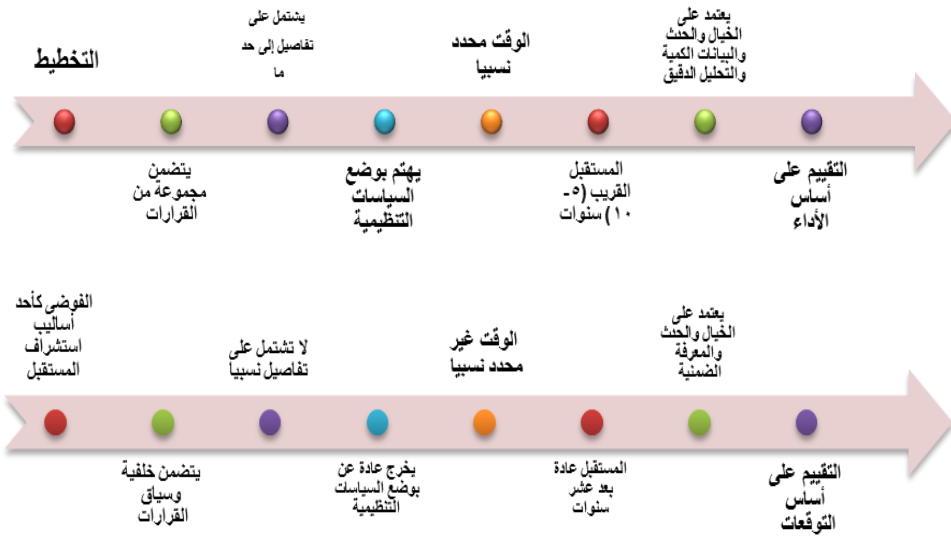 التخطيط
يتضمن
مجموعة من
القرارات
يشتمل على
تفاصيل إلى حد
ما
يهتم بوضع
السياسات
التنظيمية
الوقت محدد
نسبيا
المستقبل
القريب (٥-
١٠) سنوات
يعتمد على
الخيال والحدث
والبيانات الكمية
والتحليل الدقيق
التقييم على
أساس
الأداء
الفوضى كأحد
أساليب
استشراف
المستقبل
يتضمن خلفية
وسياق
القرارات
لا تشتمل على
تفاصيل نسبيا
يخرج عادة عن
بوضع السياسات
التنظيمية
الوقت غير
محدد نسبيا
المستقبل عادة
بعد عشر
سنوات
يعتمد على
الخيال والحدث
والمعرفة
الضمنية
التقييم على
أساس
التوقعات